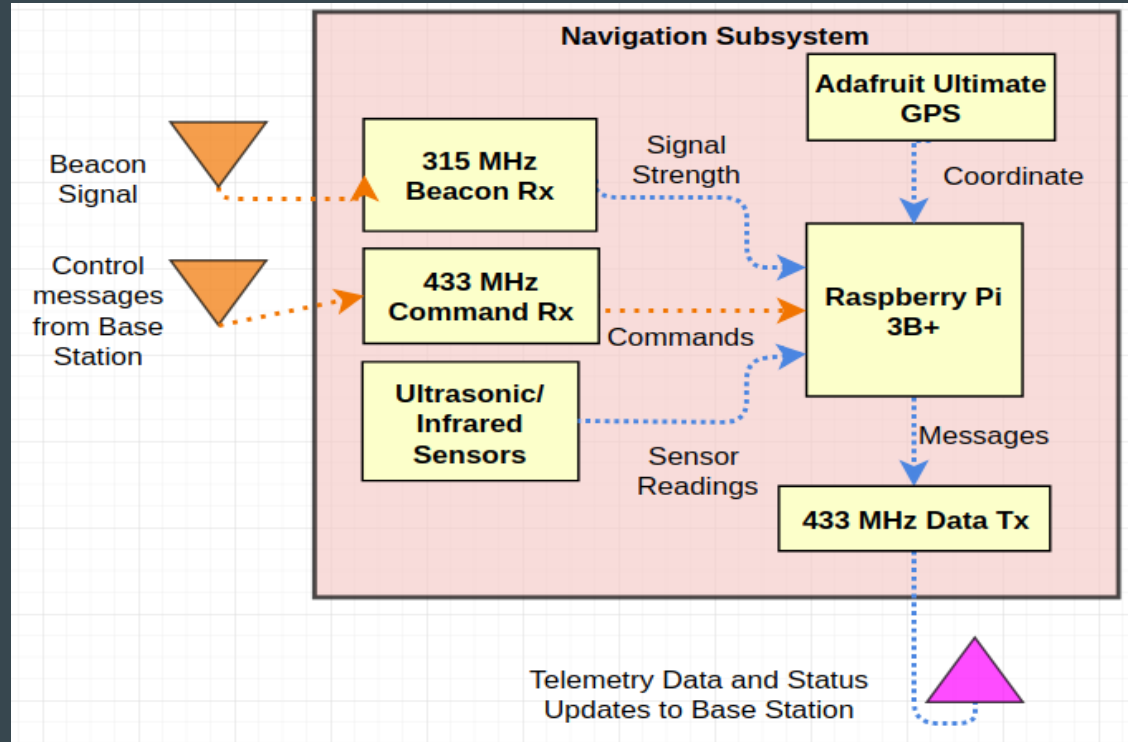 Navigation Subsystem
Adafruit Ultimate
GPS
Coordinate
Beacon
Signal
315 MHz
Beacon Rx
Signal
Strength
Control
messages
from Base
Station
433 MHz
Command Rx
Commands
Raspberry Pi
3B+
Ultrasonic/
Infrared
Sensors
Sensor
Readings
Messages
433 MHz Data Tx
Telemetry Data and Status
Updates to Base Station